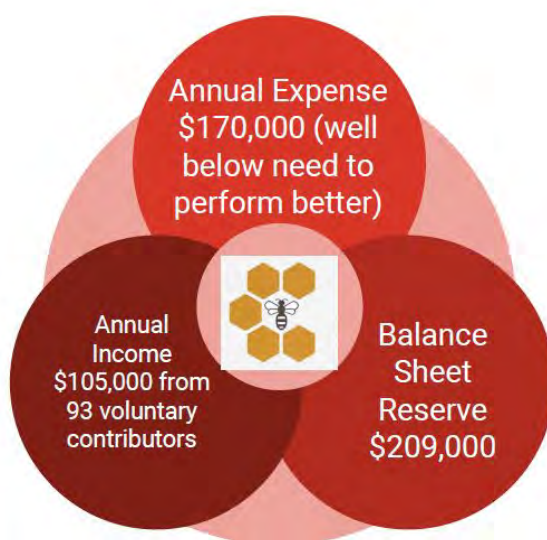 Annual Expense
$170,000 (well
below need to
perform better)
Annual
Income
$105,000 from
93 voluntary
contributors
Balance
Sheet
Reserve
$209,000